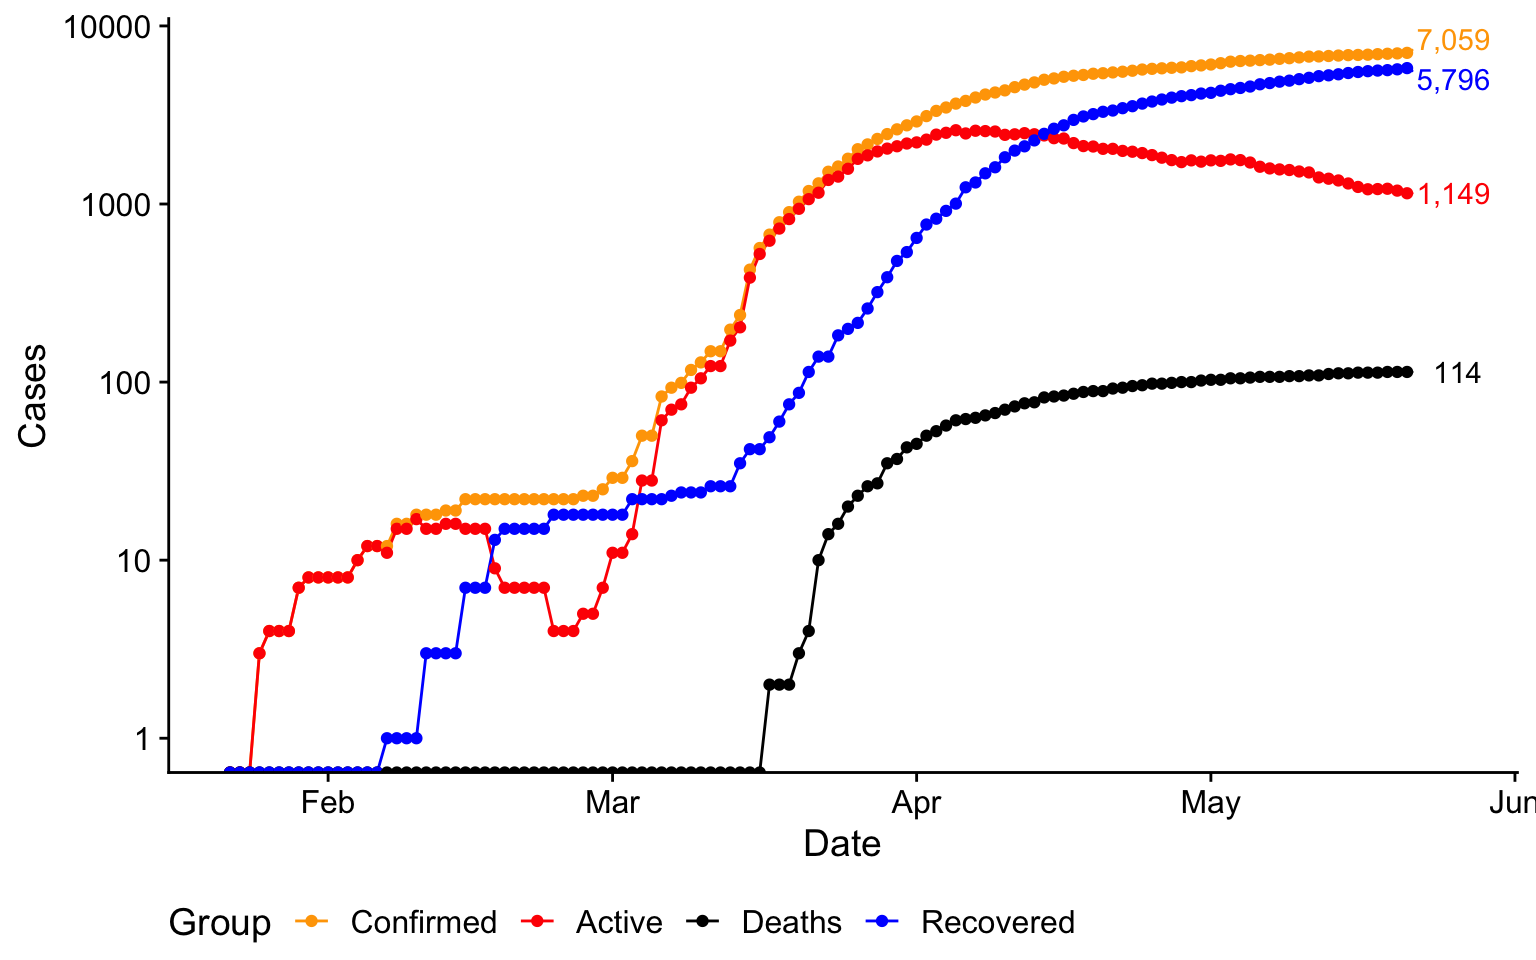 10000
1000
100
10
1
Cases
7,059
5,796
1,149
114
Feb Mar Apr May Jun
Date
Group Confirmed Active Deaths Recovered